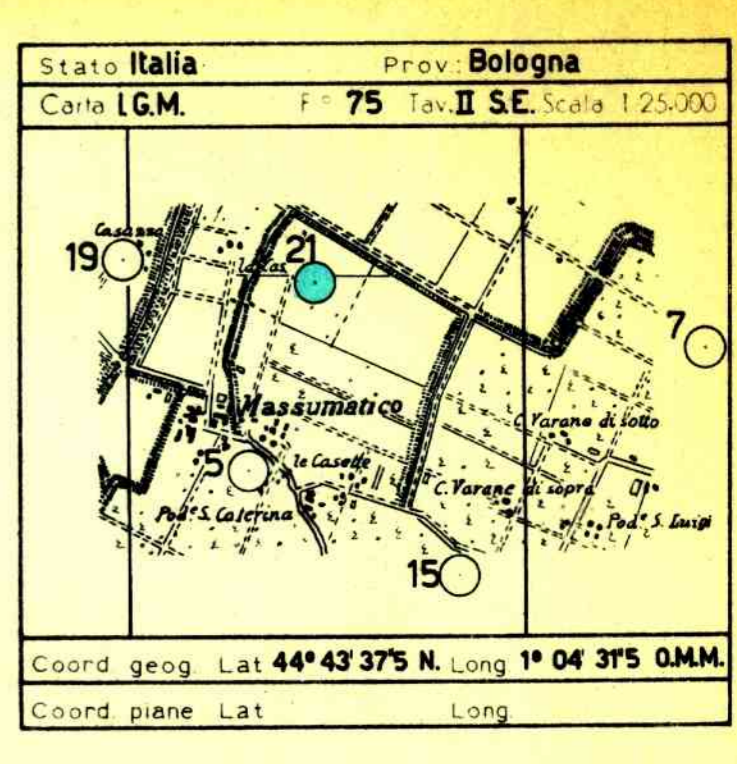 Stato Italia Prov: Bologna
Carta I.G.M. F° 75 Tav. II S.E. Scala 1:25.000
Casazza
21
19
7
Massumatico
C. Varane di sotto
le Casette
5
C. Varane di sopra
Pod.e S. Caterina
Pod.e S. Luigi
15
Coord. geog. Lat 44° 43' 37"5 N. Long 1° 04' 31"5 O.M.M.
Coord. piane Lat Long.